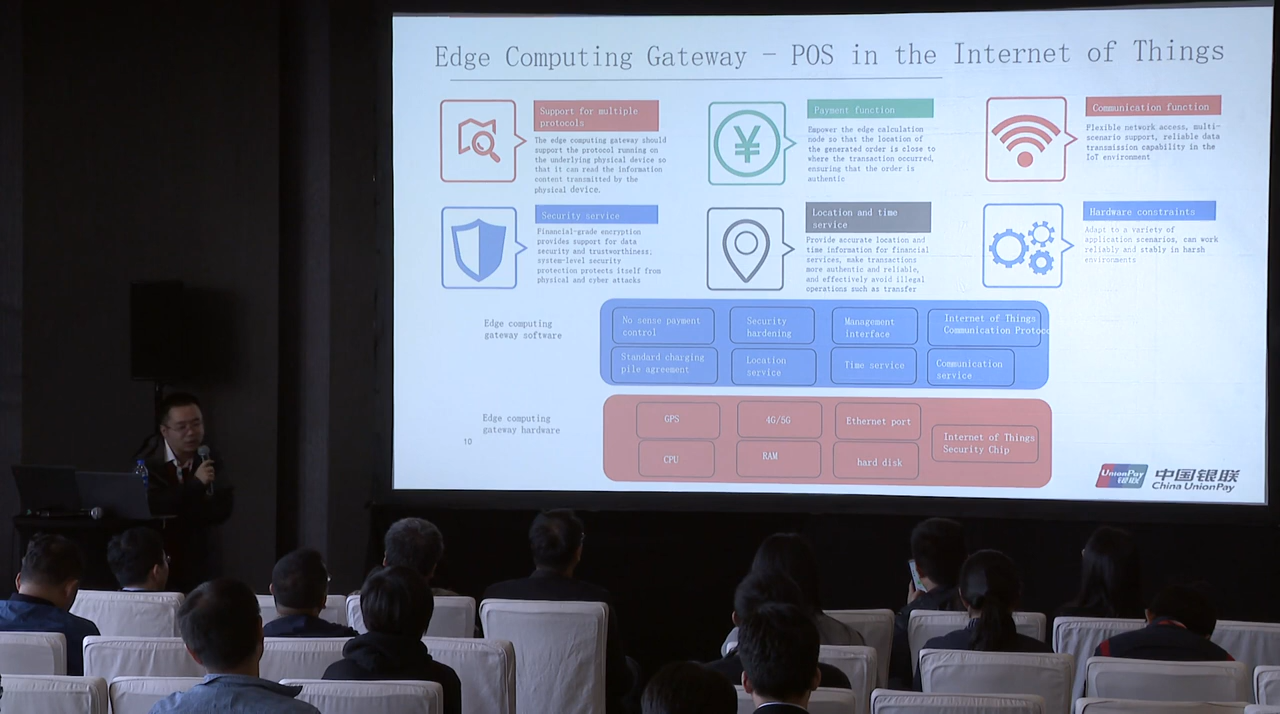 Edge Computing Gateway – POS in the Internet of Things
Support for multiple
protocols
The edge computing gateway should
support the protocol running on
the underlying physical device so
that it can read the information
content transmitted by the
physical device.
Payment function
Empower the edge calculation
node so that the location of
the generated order is close to
where the transaction occurred,
ensuring that the order is
authentic
Communication function
Flexible network access, multi-
scenario support, reliable data
transmission capability in the
IoT environment
Security service
Financial-grade encryption
provides support for data
security and trustworthiness;
system-level security
protection protects itself from
physical and cyber attacks
Location and time
service
Provide accurate location and
time information for financial
services, make transactions
more authentic and reliable,
and effectively avoid illegal
operations such as transfer
Hardware constraints
Adapt to a variety of
application scenarios, can work
reliably and stably in harsh
environments
Edge computing
gateway software
No sense payment
control
Security
hardening
Management
interface
Internet of Things
Communication Protoco
Standard charging
pile agreement
Location
service
Time service
Communication
service
Edge computing
gateway hardware
GPS
4G/5G
Ethernet port
Internet of Things
Security Chip
CPU
RAM
hard disk
10
UnionPay
银联
中国银联
China UnionPay